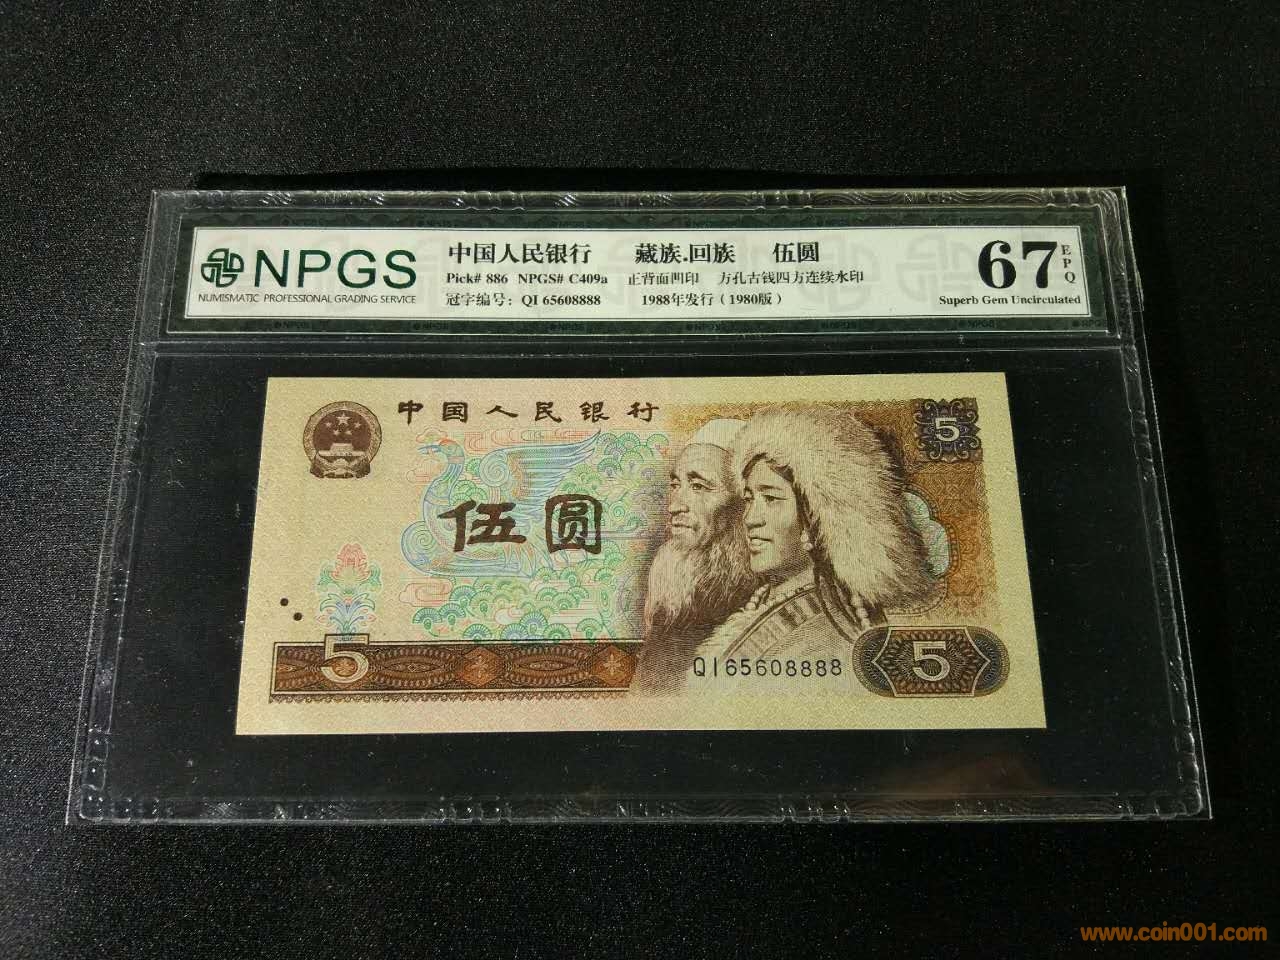 NPGS
NUMISMATIC PROFESSIONAL GRADING SERVICE
中国人民银行 藏族.回族 伍圆
Pick# 886 NPGS# C409a 正背面凹印 方孔古钱四方连续水印
冠字编号: QI 65608888 1988年发行(1980版)
67 EPQ
Superb Gem Uncirculated
中国人民银行
5
伍圆
5
QI65608888
5
www.coin001.com